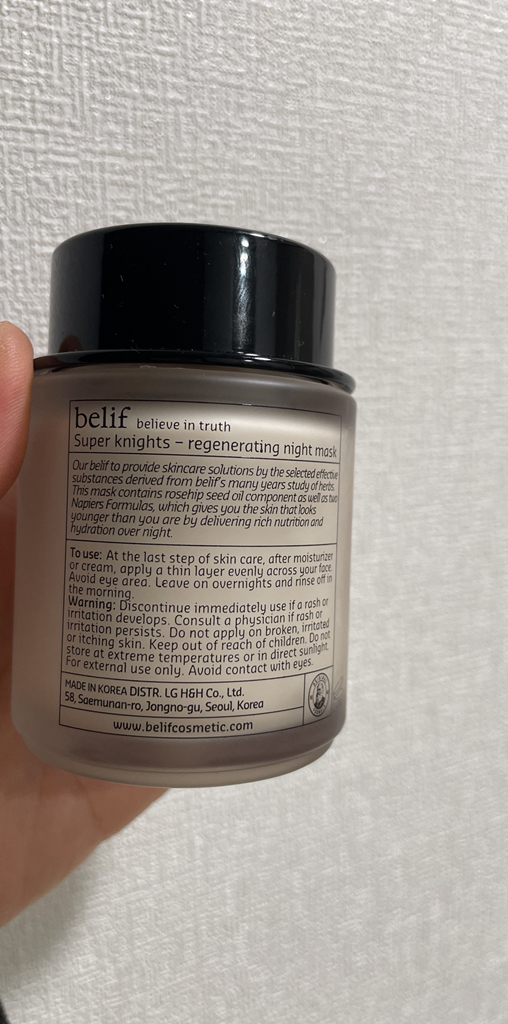 belif believe in truth
Super knights – regenerating night mask
Our belif to provide skincare solutions by the selected effective
substances derived from belif's many years study of herbs.
This mask contains rosehip seed oil component as well as two
Napiers Formulas, which gives you the skin that looks
younger than you are by delivering rich nutrition and
hydration over night.
To use: At the last step of skin care, after moisturizer
or cream, apply a thin layer evenly across your face.
Avoid eye area. Leave on overnights and rinse off in
the morning.
Warning: Discontinue immediately use if a rash or
irritation develops. Consult a physician if rash or
irritation persists. Do not apply on broken, irritated
or itching skin. Keep out of reach of children. Do not
store at extreme temperatures or in direct sunlight.
For external use only. Avoid contact with eyes.
MADE IN KOREA DISTR. LG H&H Co., Ltd.
58, Saemunan-ro, Jongno-gu, Seoul, Korea
www.belifcosmetic.com